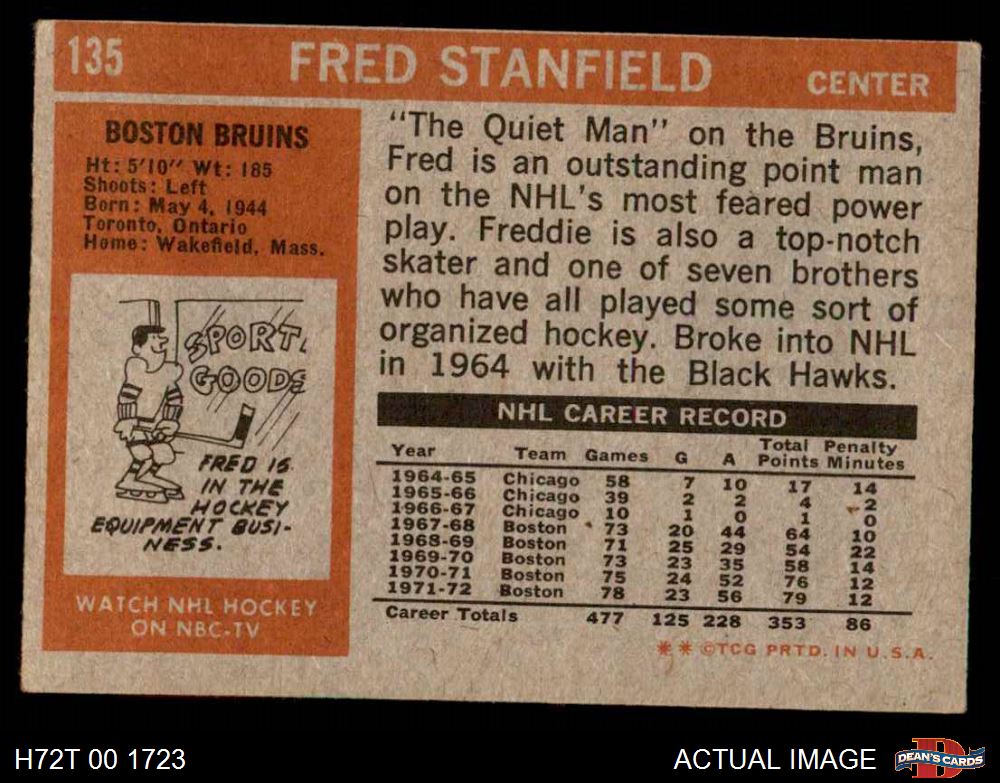 135 FRED STANFIELD CENTER
BOSTON BRUINS
Ht: 5'10" Wt: 185
Shoots: Left
Born: May 4, 1944
Toronto, Ontario
Home: Wakefield, Mass.
SPORT.
GOODS
FRED IS
IN THE
HOCKEY
EQUIPMENT BUSI-
NESS.
WATCH NHL HOCKEY
ON NBC-TV
"The Quiet Man" on the Bruins,
Fred is an outstanding point man
on the NHL's most feared power
play. Freddie is also a top-notch
skater and one of seven brothers
who have all played some sort of
organized hockey. Broke into NHL
in 1964 with the Black Hawks.
NHL CAREER RECORD
Year Team Games G A Total Points Penalty Minutes
1964-65 Chicago 58 7 10 17 14
1965-66 Chicago 39 2 2 4 2
1966-67 Chicago 10 1 0 1 0
1967-68 Boston 73 20 44 64 10
1968-69 Boston 71 25 29 54 22
1969-70 Boston 73 23 35 58 14
1970-71 Boston 75 24 52 76 12
1971-72 Boston 78 23 56 79 12
Career Totals 477 125 228 353 86
* * ©TCG PRTD. IN U.S.A.
H72T 00 1723
ACTUAL IMAGE
D
DEAN'S CARDS